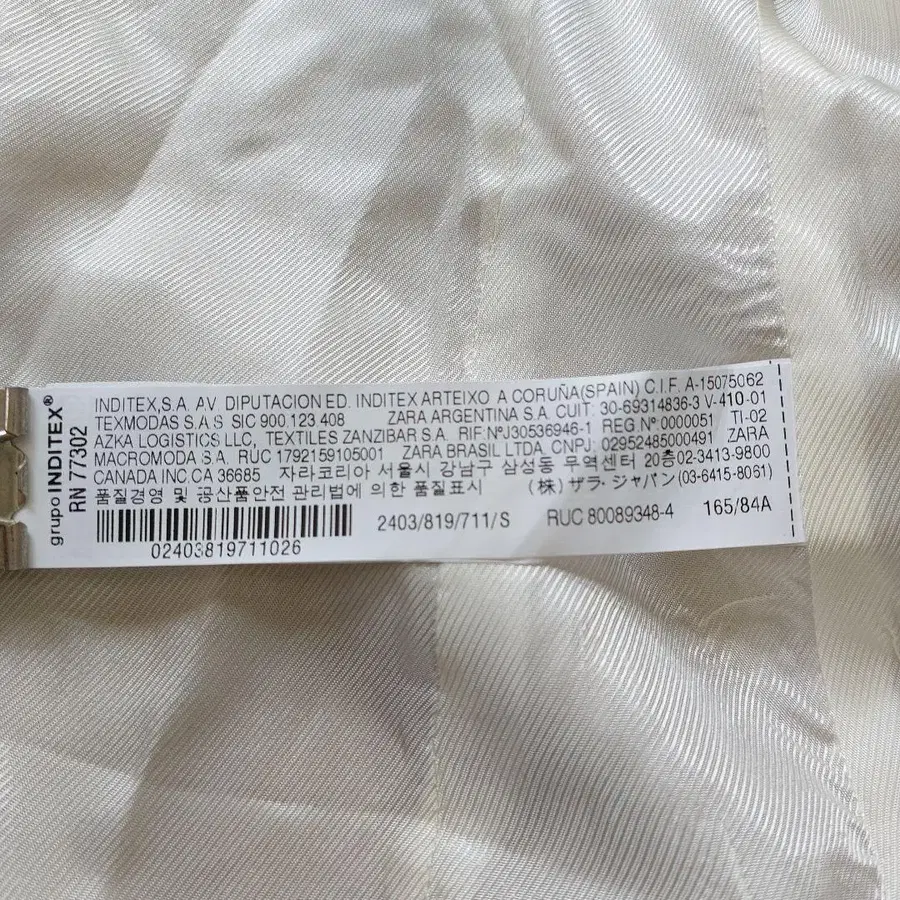 grupo INDITEX®
RN 77302
INDITEX,S.A. AV. DIPUTACION ED. INDITEX ARTEIXO A CORUÑA(SPAIN) C.I.F. A-15075062
TEXMODAS S.A.S SIC 900.123.408 ZARA ARGENTINA S.A. CUIT: 30-69314836-3 V-410-01
AZKA LOGISTICS LLC, TEXTILES ZANZIBAR S.A. RIF:NºJ30536946-1 REG Nº 0000051 TI-02
MACROMODA S.A. RUC 1792159105001 ZARA BRASIL LTDA. CNPJ: 02952485000491 ZARA
CANADA INC.CA 36685 자라코리아 서울시 강남구 삼성동 무역센터 20층02-3413-9800
품질경영 및 공산품안전 관리법에 의한 품질표시 (株) ザラ・ジャパン(03-6415-8061)
2403/819/711/S RUC 80089348-4 165/84A
02403819711026